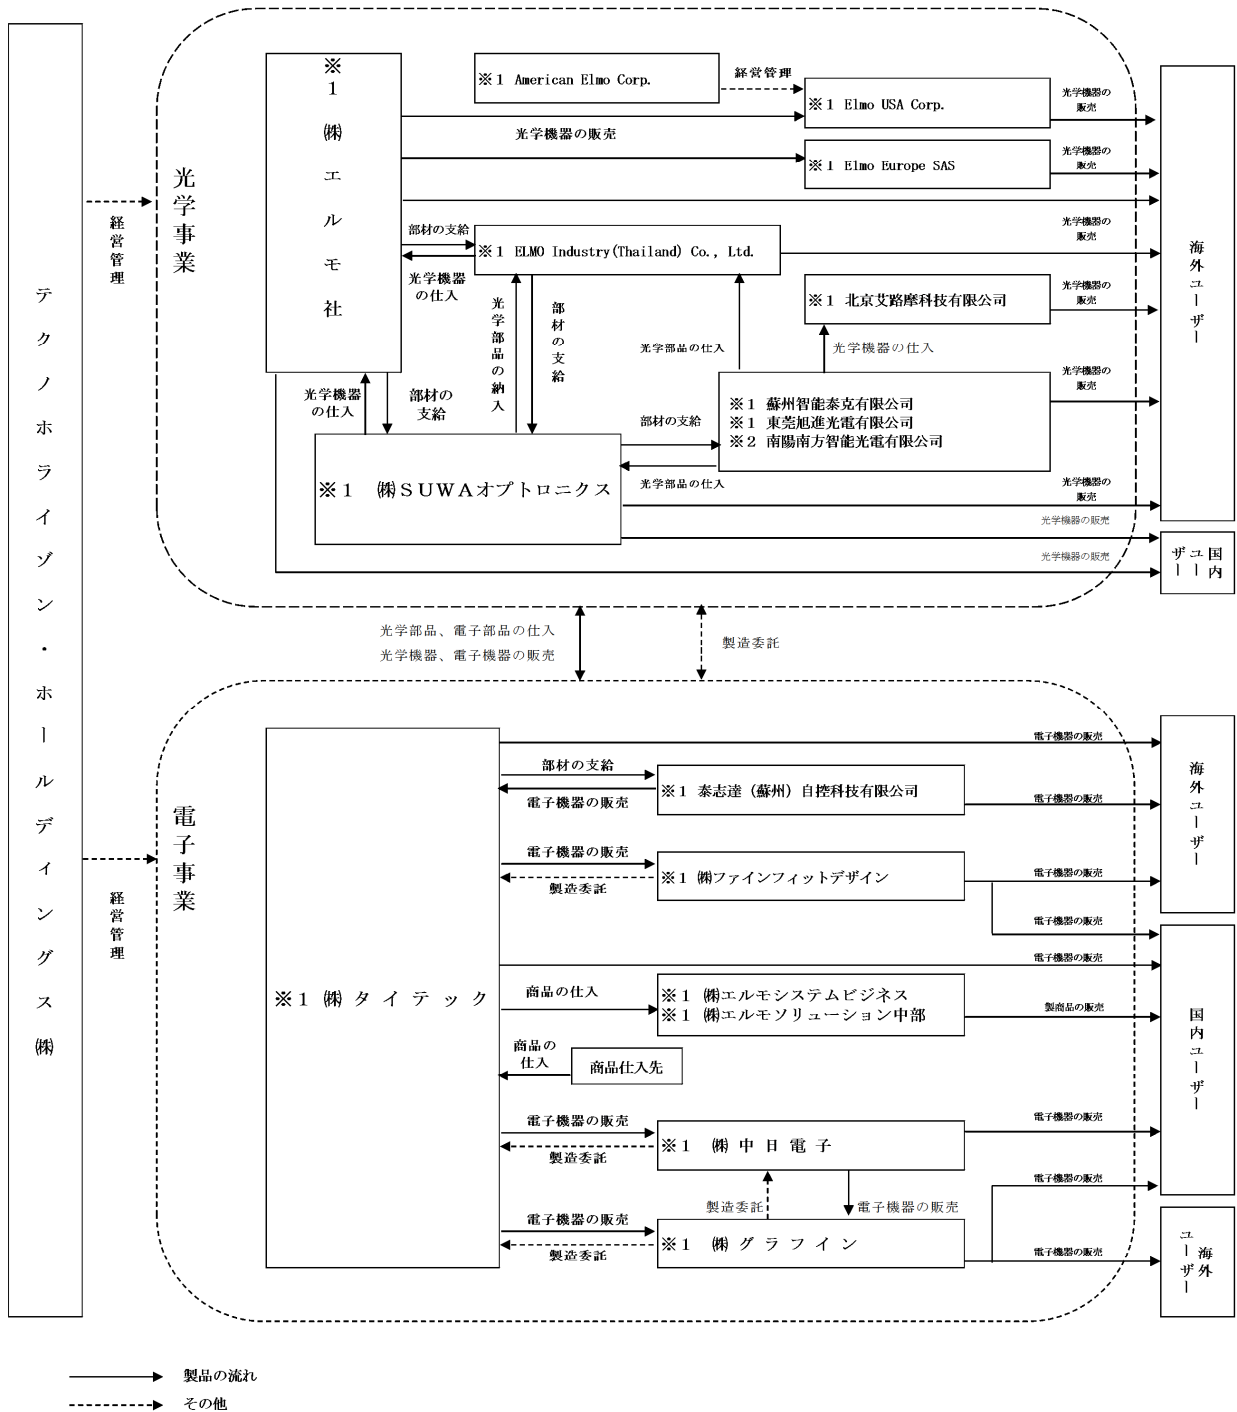 テクノホライゾン・ホールディングス㈱
経営管理
光学事業
※1 ㈱エルモ社
※1 American Elmo Corp.
経営管理
※1 Elmo USA Corp.
光学機器の
販売
光学機器の販売
※1 Elmo Europe SAS
光学機器の
販売
部材の支給
※1 ELMO Industry(Thailand) Co., Ltd.
光学機器の
販売
光学機器
の仕入
光学部品の納入
部材の支給
※1 北京艾路摩科技有限公司
光学機器の
販売
光学部品の仕入
光学機器の仕入
光学機器
の仕入
部材の
支給
部材の支給
※1 蘇州智能泰克有限公司
※1 東莞旭進光電有限公司
※2 南陽南方智能光電有限公司
光学機器の
販売
※1 ㈱SUWAオプトロニクス
光学部品の仕入
光学機器の
販売
光学機器の販売
光学機器の販売
海外ユーザー
国内ユーザー
光学部品、電子部品の仕入
光学機器、電子機器の販売
製造委託
経営管理
電子事業
※1 ㈱タイテック
電子機器の販売
部材の支給
※1 泰志達（蘇州）自控科技有限公司
電子機器の販売
電子機器の販売
電子機器の販売
※1 ㈱ファインフィットデザイン
製造委託
電子機器の販売
電子機器の販売
電子機器の販売
商品の仕入
※1 ㈱エルモシステムビジネス
※1 ㈱エルモソリューション中部
製商品の販売
商品の
仕入
商品仕入先
電子機器の販売
※1 ㈱中日電子
製造委託
電子機器の販売
製造委託
電子機器の販売
電子機器の販売
電子機器の販売
※1 ㈱グラフイン
製造委託
電子機器の販売
海外ユーザー
国内ユーザー
海外ユーザー
製品の流れ
その他